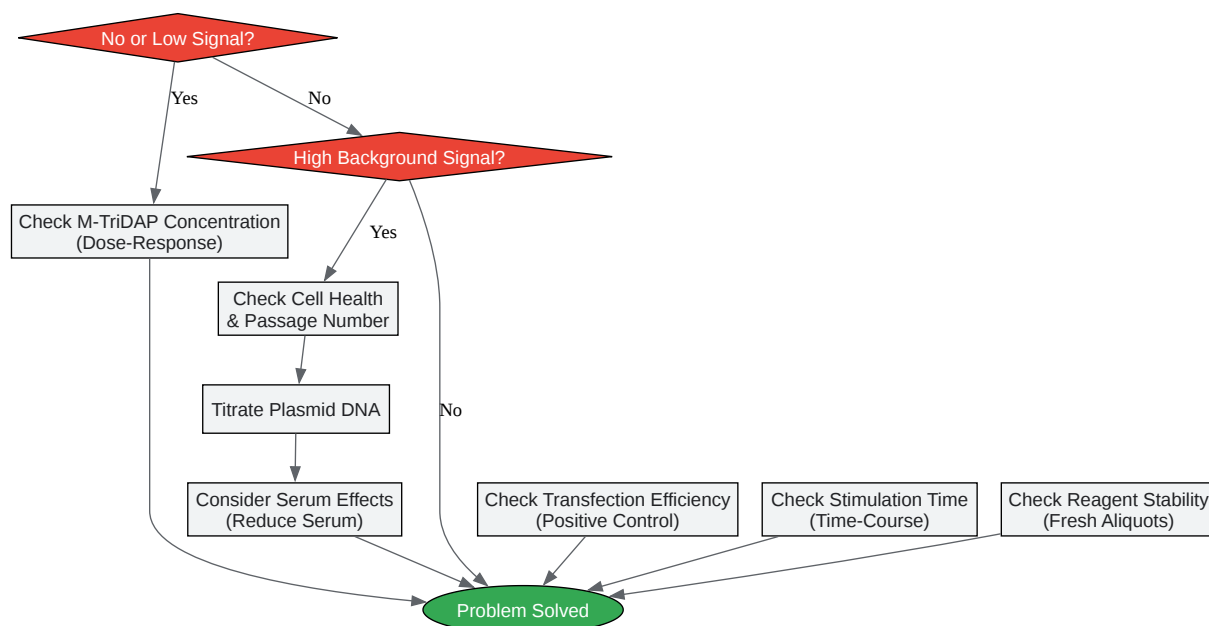 No or Low Signal?
Yes
No
High Background Signal?
Check M-TriDAP Concentration
(Dose-Response)
Yes
Check Cell Health
& Passage Number
Titrate Plasmid DNA
No
Consider Serum Effects
(Reduce Serum)
Check Transfection Efficiency
(Positive Control)
Check Stimulation Time
(Time-Course)
Check Reagent Stability
(Fresh Aliquots)
Problem Solved